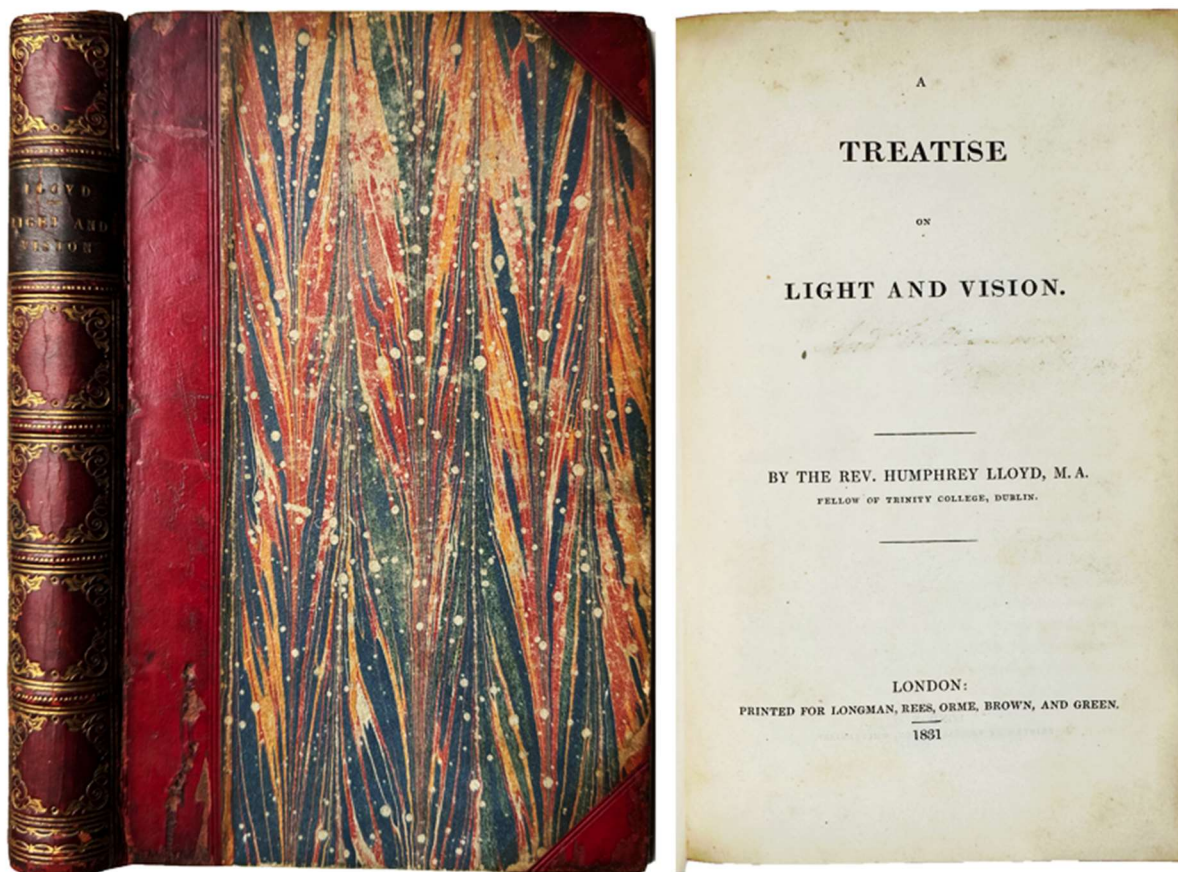 LLOYD
LIGHT AND
VISION
A
TREATISE
ON
LIGHT AND VISION.
BY THE REV. HUMPHREY LLOYD, M.A.
FELLOW OF TRINITY COLLEGE, DUBLIN.
LONDON:
PRINTED FOR LONGMAN, REES, ORME, BROWN, AND GREEN.
1831